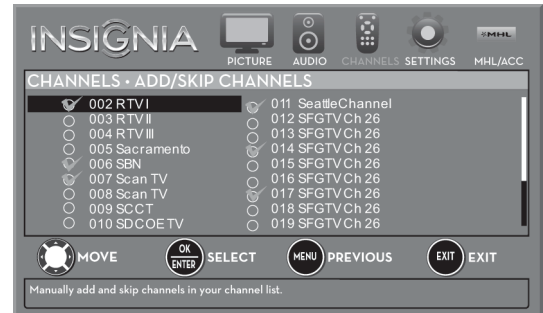 INSIGNIA
PICTURE AUDIO CHANNELS SETTINGS MHL/ACC
MHL
CHANNELS • ADD/SKIP CHANNELS
002 RTV I
003 RTV II
004 RTV III
005 Sacramento
006 SBN
007 Scan TV
008 Scan TV
009 SCCT
010 SDCOE TV
011 SeattleChannel
012 SFGTV Ch 26
013 SFGTV Ch 26
014 SFGTV Ch 26
015 SFGTV Ch 26
016 SFGTV Ch 26
017 SFGTV Ch 26
018 SFGTV Ch 26
019 SFGTV Ch 26
MOVE
OK
ENTER
SELECT
MENU PREVIOUS
EXIT EXIT
Manually add and skip channels in your channel list.